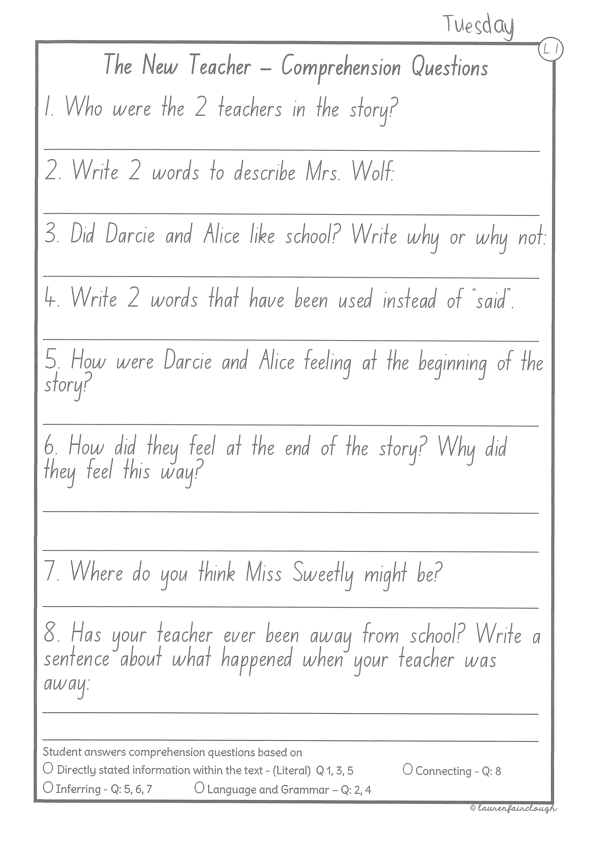 Tuesday
L 1
The New Teacher – Comprehension Questions
1. Who were the 2 teachers in the story?
2. Write 2 words to describe Mrs. Wolf:
3. Did Darcie and Alice like school? Write why or why not:
4. Write 2 words that have been used instead of "said".
5. How were Darcie and Alice feeling at the beginning of the
story?
6. How did they feel at the end of the story? Why did
they feel this way?
7. Where do you think Miss Sweetly might be?
8. Has your teacher ever been away from school? Write a
sentence about what happened when your teacher was
away:
Student answers comprehension questions based on
O Directly stated information within the text - (Literal) Q 1, 3, 5 O Connecting - Q: 8
O Inferring - Q: 5, 6, 7 O Language and Grammar – Q: 2, 4
© laurenfairclough